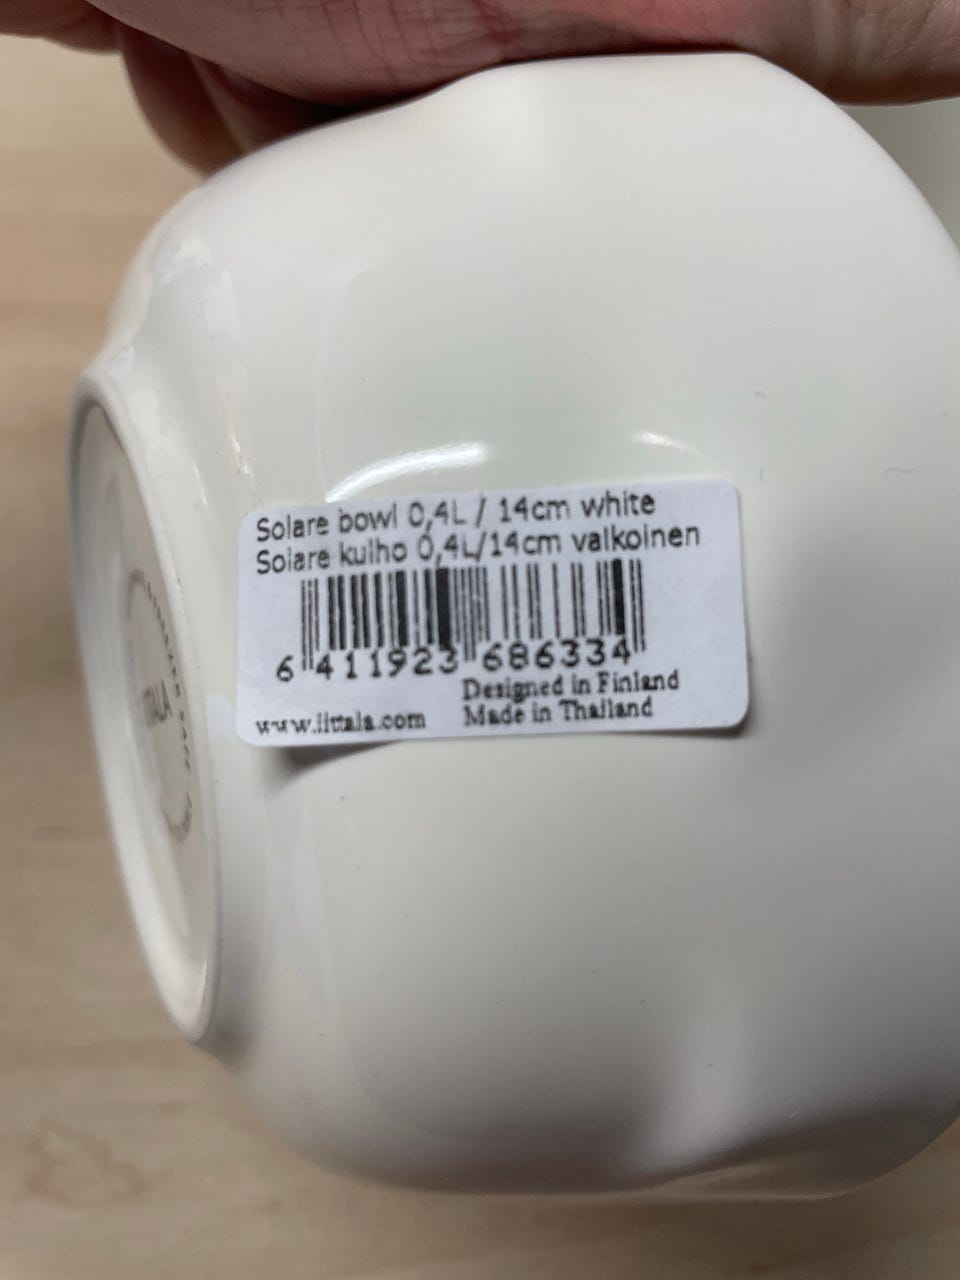 Solare bowl 0,4L / 14cm white
Solare kulho 0,4L/14cm valkoinen
6 411923 686334
Designed in Finland
www.iittala.com Made in Thailand
IITTALA